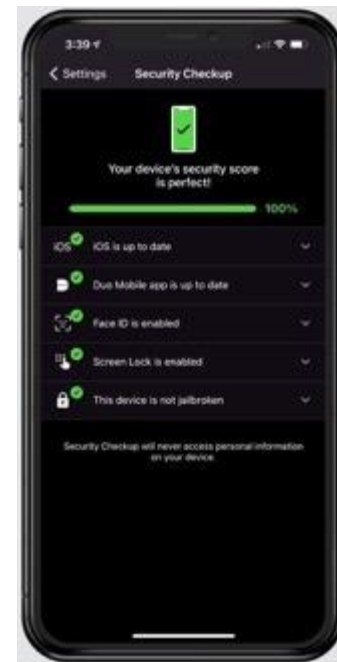 3:39
Settings Security Checkup
Your device's security score
is perfect!
100%
iOS iOS is up to date
Duo Mobile app is up to date
Face ID is enabled
Screen Lock is enabled
This device is not jailbroken
Security Checkup will never access personal information
on your device.